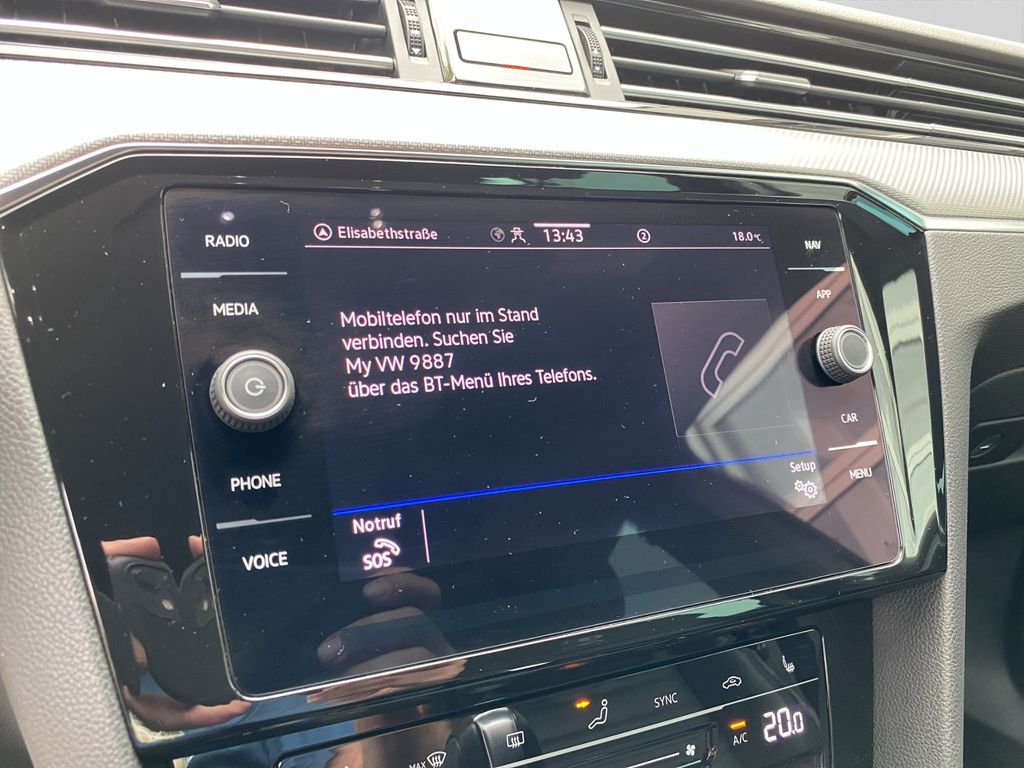 RADIO
MEDIA
PHONE
VOICE
Elisabethstraße
13:43
2
18.0°C
Mobiltelefon nur im Stand
verbinden. Suchen Sie
My VW 9887
über das BT-Menü Ihres Telefons.
Setup
Notruf
SOS
NAV
APP
CAR
MENU
MAX
SYNC
A/C
20.0